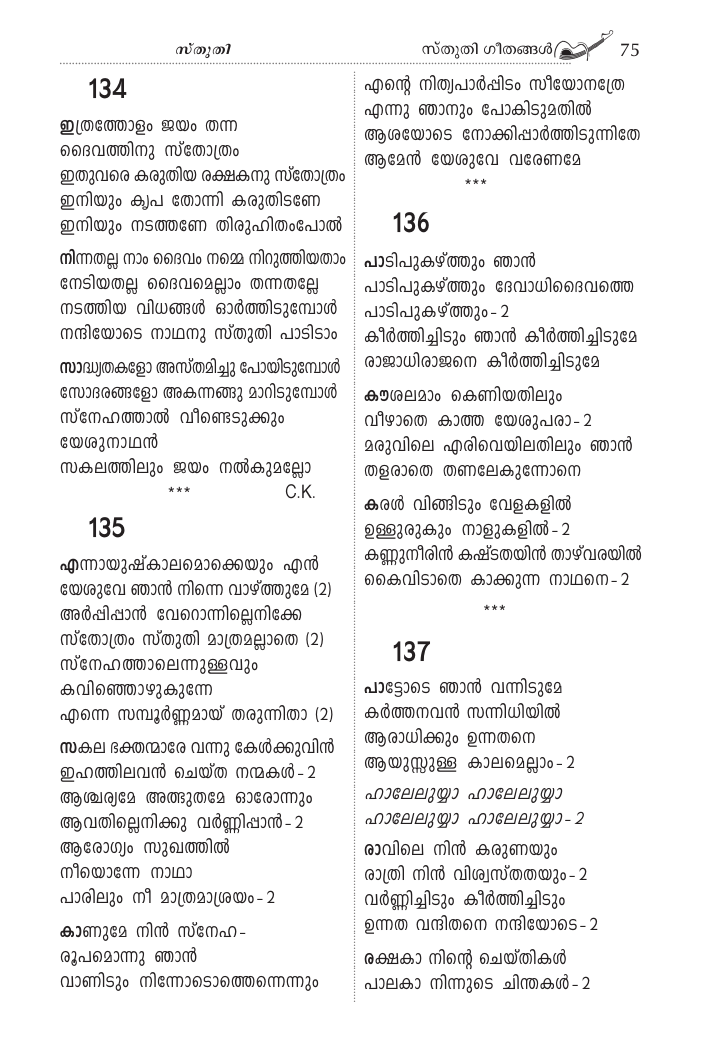 സ്തുതി
സ്തുതി ഗീതങ്ങൾ 75
134
ഇത്രത്തോളം ജയം തന്ന
ദൈവത്തിനു സ്തോത്രം
ഇതുവരെ കരുതിയ രക്ഷകനു സ്തോത്രം
ഇനിയും കൃപ തോന്നി കരുതിടണേ
ഇനിയും നടത്തണേ തിരുഹിതംപോൽ
നിന്നതല്ല നാം ദൈവം നമ്മെ നിറുത്തിയതാം
നേടിയതല്ല ദൈവമെല്ലാം തന്നതല്ലേ
നടത്തിയ വിധങ്ങൾ ഓർത്തിടുമ്പോൾ
നന്ദിയോടെ നാഥനു സ്തുതി പാടിടാം
സാദ്ധ്യതകളോ അസ്തമിച്ചു പോയിടുമ്പോൾ
സോദരങ്ങളോ അകന്നങ്ങു മാറിടുമ്പോൾ
സ്നേഹത്താൽ വീണ്ടെടുക്കും
യേശുനാഥൻ
സകലത്തിലും ജയം നൽകുമല്ലോ
*** C.K.
135
എന്നായുഷ്കാലമൊക്കെയും എൻ
യേശുവേ ഞാൻ നിന്നെ വാഴ്ത്തുമേ (2)
അർപ്പിപ്പാൻ വേറൊന്നില്ലെനിക്കേ
സ്തോത്രം സ്തുതി മാത്രമല്ലാതെ (2)
സ്നേഹത്താലെന്നുള്ളവും
കവിഞ്ഞൊഴുകുന്നേ
എന്നെ സമ്പൂർണ്ണമായ് തരുന്നിതാ (2)
സകല ഭക്തന്മാരേ വന്നു കേൾക്കുവിൻ
ഇഹത്തിലവൻ ചെയ്ത നന്മകൾ-2
ആശ്ചര്യമേ അത്ഭുതമേ ഓരോന്നും
ആവതില്ലെനിക്കു വർണ്ണിപ്പാൻ-2
ആരോഗ്യം സുഖത്തിൽ
നീയൊന്നേ നാഥാ
പാരിലും നീ മാത്രമാശ്രയം-2
കാണുമേ നിൻ സ്നേഹ-
രൂപമൊന്നു ഞാൻ
വാണിടും നിന്നോടൊത്തെന്നെന്നും
എന്റെ നിത്യപാർപ്പിടം സീയോനത്രേ
എന്നു ഞാനും പോകിടുമതിൽ
ആശയോടെ നോക്കിപ്പാർത്തിടുന്നിതേ
ആമേൻ യേശുവേ വരേണമേ
***
136
പാടിപുകഴ്ത്തും ഞാൻ
പാടിപുകഴ്ത്തും ദേവാധിദൈവത്തെ
പാടിപുകഴ്ത്തും-2
കീർത്തിച്ചിടും ഞാൻ കീർത്തിച്ചിടുമേ
രാജാധിരാജനെ കീർത്തിച്ചിടുമേ
കൗശലമാം കെണിയതിലും
വീഴാതെ കാത്ത യേശുപരാ-2
മരുവിലെ എരിവെയിലതിലും ഞാൻ
തളരാതെ തണലേകുന്നോനെ
കരൾ വിങ്ങിടും വേളകളിൽ
ഉള്ളുരുകും നാളുകളിൽ-2
കണ്ണുനീരിൻ കഷ്ടതയിൻ താഴ്വരയിൽ
കൈവിടാതെ കാക്കുന്ന നാഥനെ-2
***
137
പാട്ടോടെ ഞാൻ വന്നിടുമേ
കർത്തനവൻ സന്നിധിയിൽ
ആരാധിക്കും ഉന്നതനെ
ആയുസ്സുള്ള കാലമെല്ലാം-2
ഹാലേലുയ്യാ ഹാലേലുയ്യാ
ഹാലേലുയ്യാ ഹാലേലുയ്യാ-2
രാവിലെ നിൻ കരുണയും
രാത്രി നിൻ വിശ്വസ്തതയും-2
വർണ്ണിച്ചിടും കീർത്തിച്ചിടും
ഉന്നത വന്ദിതനെ നന്ദിയോടെ-2
രക്ഷകാ നിന്റെ ചെയ്തികൾ
പാലകാ നിന്നുടെ ചിന്തകൾ-2